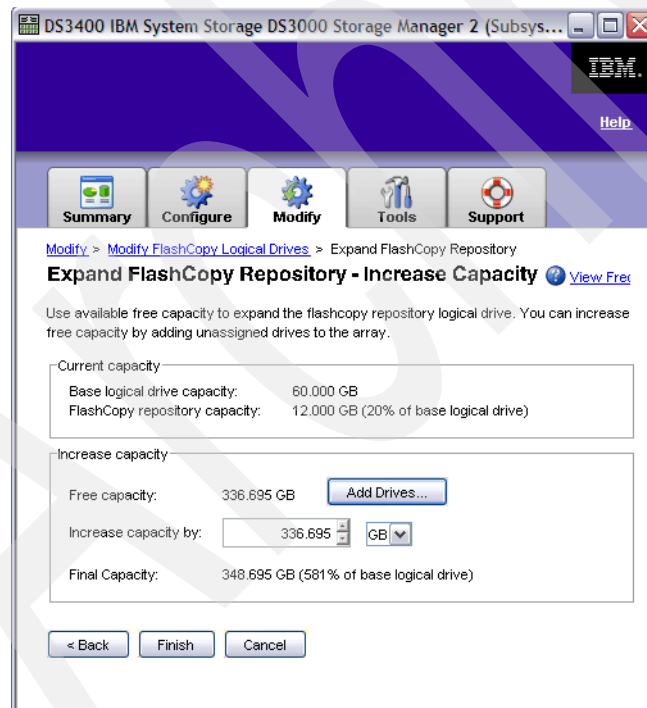 DS3400 IBM System Storage DS3000 Storage Manager 2 (Subsys...
IBM.
Help
Summary
Configure
Modify
Tools
Support
Modify > Modify FlashCopy Logical Drives > Expand FlashCopy Repository
Expand FlashCopy Repository - Increase Capacity ? View Freq
Use available free capacity to expand the flashcopy repository logical drive. You can increase
free capacity by adding unassigned drives to the array.
Current capacity
Base logical drive capacity: 60.000 GB
FlashCopy repository capacity: 12.000 GB (20% of base logical drive)
Increase capacity
Free capacity: 336.695 GB Add Drives...
Increase capacity by: 336.695 GB
Final Capacity: 348.695 GB (581% of base logical drive)
< Back Finish Cancel